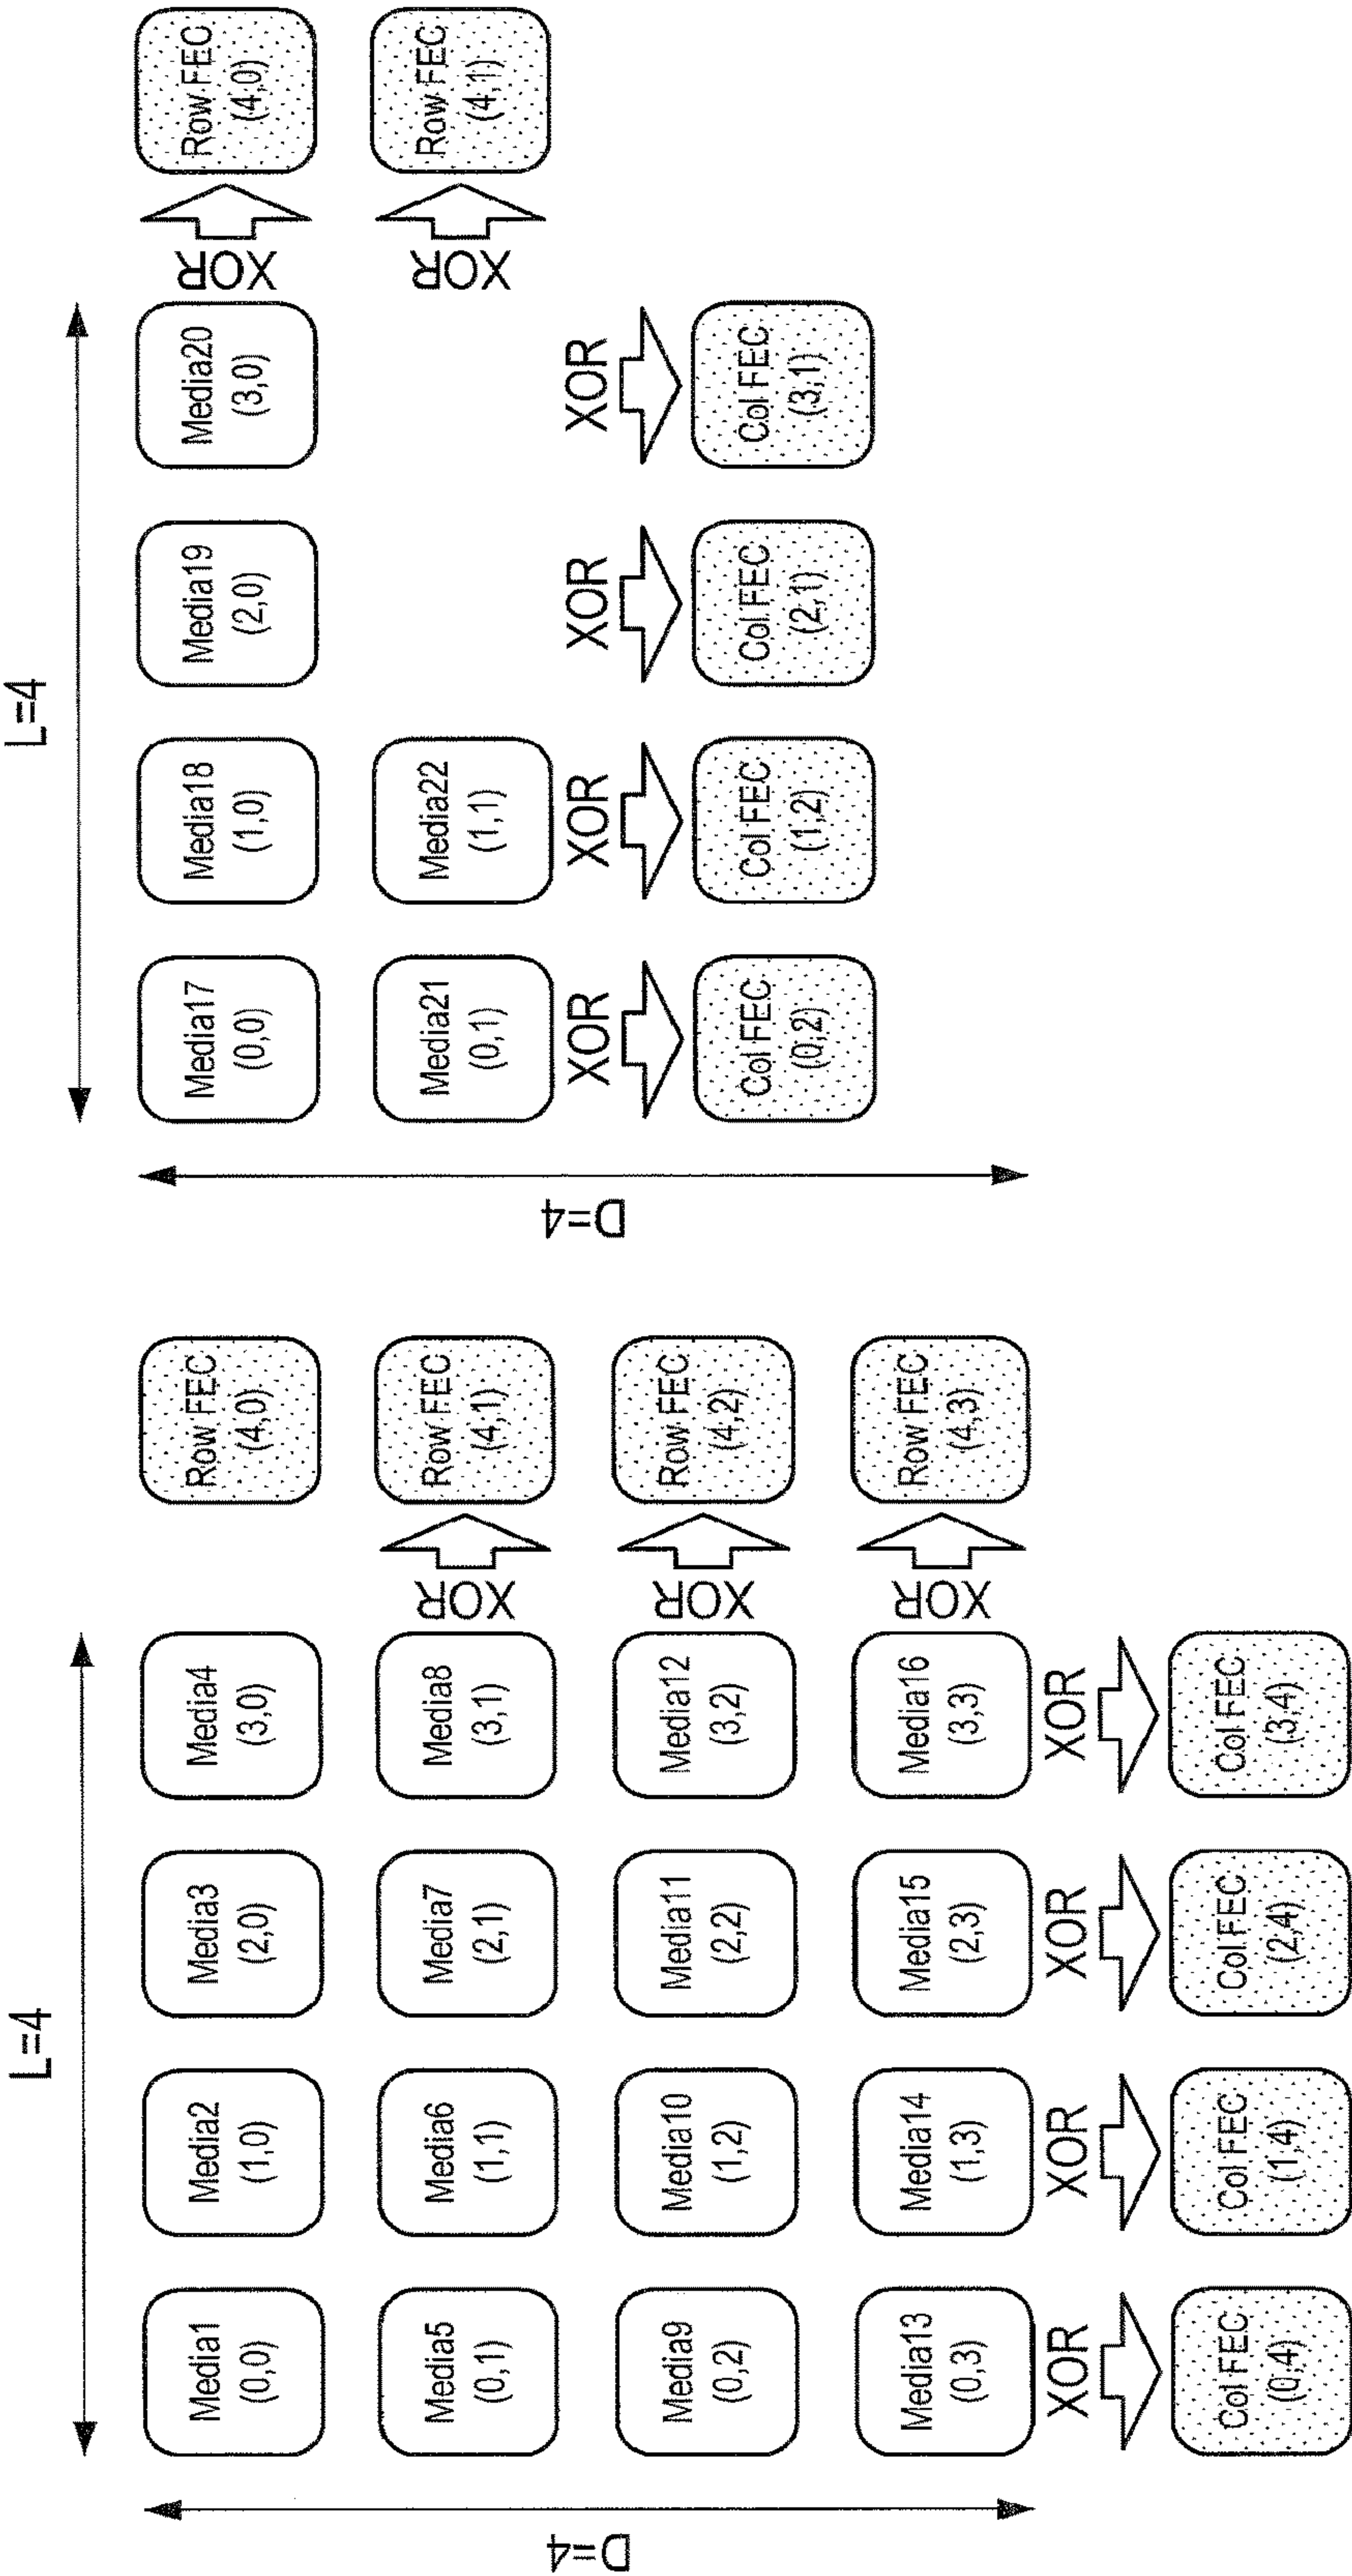 L=4
D=4
Media1
(0,0)
Media2
(1,0)
Media3
(2,0)
Media4
(3,0)
Row FEC
(4,0)
Media5
(0,1)
Media6
(1,1)
Media7
(2,1)
Media8
(3,1)
XOR
Row FEC
(4,1)
Media9
(0,2)
Media10
(1,2)
Media11
(2,2)
Media12
(3,2)
XOR
Row FEC
(4,2)
Media13
(0,3)
Media14
(1,3)
Media15
(2,3)
Media16
(3,3)
XOR
Row FEC
(4,3)
XOR
XOR
XOR
XOR
Col FEC
(0,4)
Col FEC
(1,4)
Col FEC
(2,4)
Col FEC
(3,4)
L=4
D=4
Media17
(0,0)
Media18
(1,0)
Media19
(2,0)
Media20
(3,0)
XOR
Row FEC
(4,0)
Media21
(0,1)
Media22
(1,1)
XOR
Row FEC
(4,1)
XOR
XOR
XOR
XOR
Col FEC
(0,2)
Col FEC
(1,2)
Col FEC
(2,1)
Col FEC
(3,1)